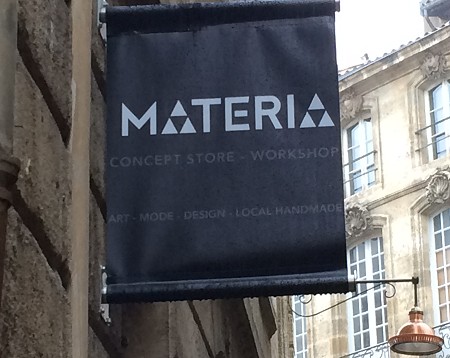 MATERIA
CONCEPT STORE - WORKSHOP
ART - MODE - DESIGN - LOCAL HANDMADE